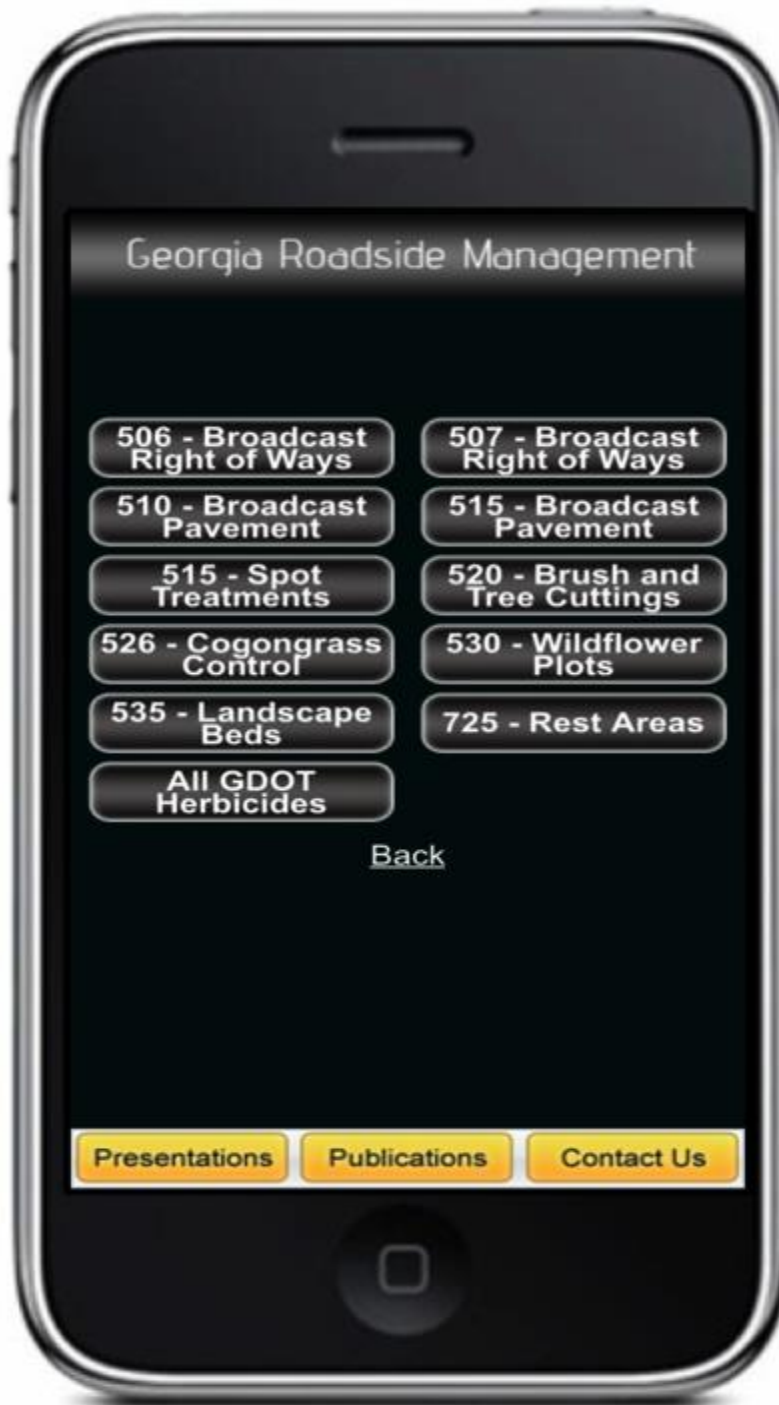 Georgia Roadside Management
506 - Broadcast
Right of Ways
507 - Broadcast
Right of Ways
510 - Broadcast
Pavement
515 - Broadcast
Pavement
515 - Spot
Treatments
520 - Brush and
Tree Cuttings
526 - Cogongrass
Control
530 - Wildflower
Plots
535 - Landscape
Beds
725 - Rest Areas
All GDOT
Herbicides
Back
Presentations
Publications
Contact Us